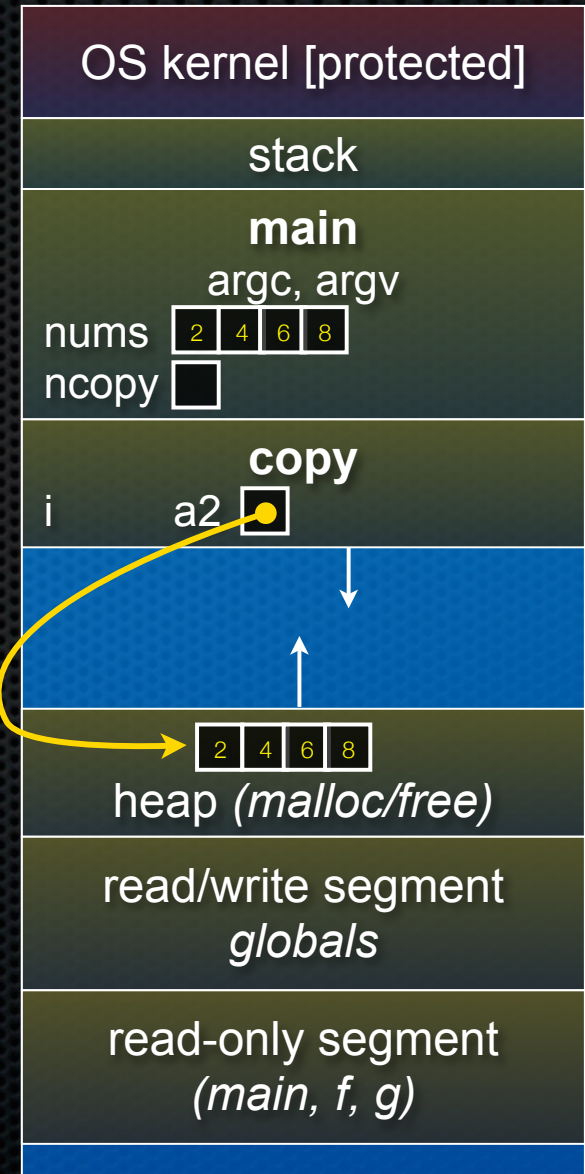 OS kernel [protected]
stack
main
argc, argv
nums 2 4 6 8
ncopy
copy
i a2
2 4 6 8
heap (malloc/free)
read/write segment
globals
read-only segment
(main, f, g)